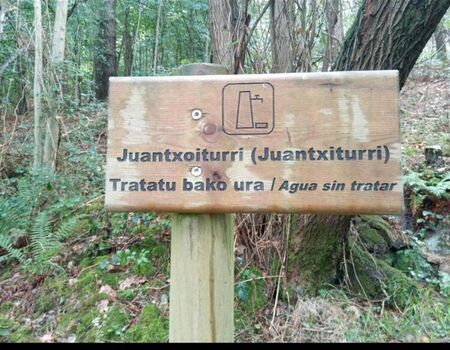 Juantxoiturri (Juantxiturri)
Tratatu bako ura / Agua sin tratar